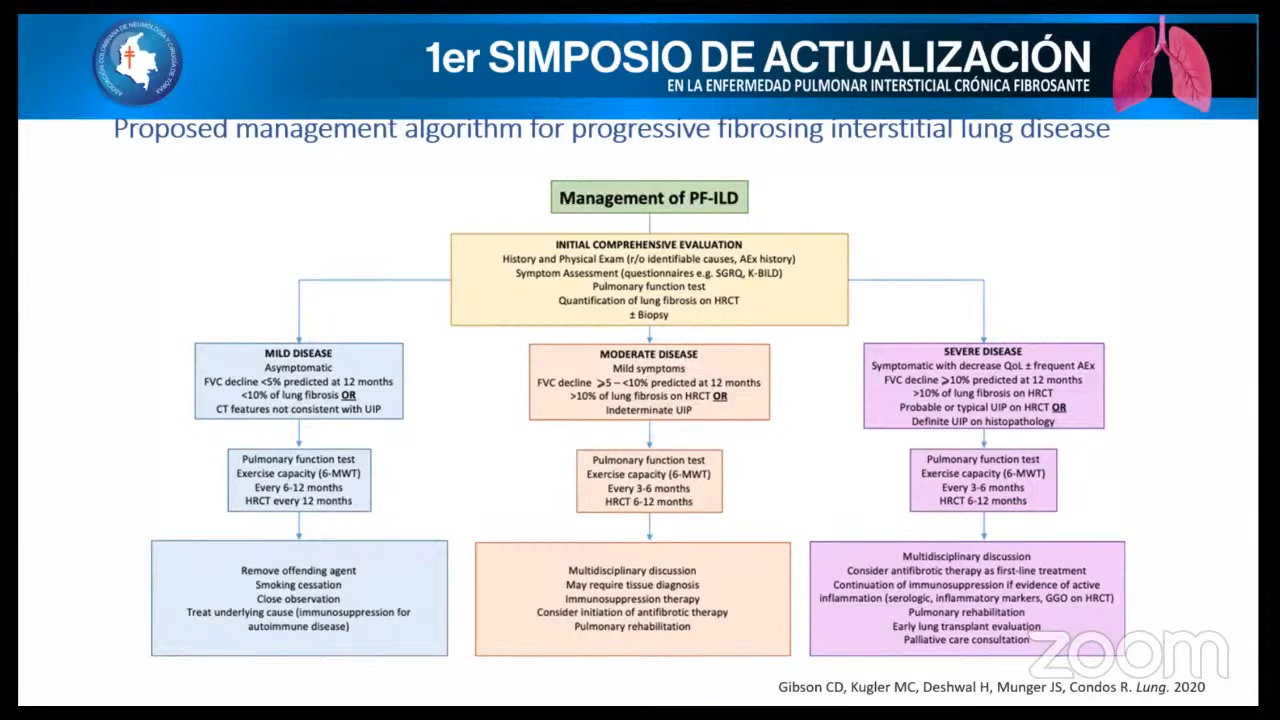 1er SIMPOSIO DE ACTUALIZACIÓN
EN LA ENFERMEDAD PULMONAR INTERSTICIAL CRÓNICA FIBROSANTE
ASOCIACIÓN COLOMBIANA DE NEUMOLOGÍA Y CIRUGÍA DE TÓRAX
Proposed management algorithm for progressive fibrosing interstitial lung disease
Management of PF-ILD
INITIAL COMPREHENSIVE EVALUATION
History and Physical Exam (r/o identifiable causes, AEx history)
Symptom Assessment (questionnaires e.g. SGRQ, K-BILD)
Pulmonary function test
Quantification of lung fibrosis on HRCT
± Biopsy
MILD DISEASE
Asymptomatic
FVC decline <5% predicted at 12 months
<10% of lung fibrosis OR
CT features not consistent with UIP
MODERATE DISEASE
Mild symptoms
FVC decline ⩾5 – <10% predicted at 12 months
>10% of lung fibrosis on HRCT OR
Indeterminate UIP
SEVERE DISEASE
Symptomatic with decrease QoL ± frequent AEx
FVC decline ⩾10% predicted at 12 months
>10% of lung fibrosis on HRCT
Probable or typical UIP on HRCT OR
Definite UIP on histopathology
Pulmonary function test
Exercise capacity (6-MWT)
Every 6-12 months
HRCT every 12 months
Pulmonary function test
Exercise capacity (6-MWT)
Every 3-6 months
HRCT 6-12 months
Pulmonary function test
Exercise capacity (6-MWT)
Every 3-6 months
HRCT 6-12 months
Remove offending agent
Smoking cessation
Close observation
Treat underlying cause (immunosuppression for
autoimmune disease)
Multidisciplinary discussion
May require tissue diagnosis
Immunosuppression therapy
Consider initiation of antifibrotic therapy
Pulmonary rehabilitation
Multidisciplinary discussion
Consider antifibrotic therapy as first-line treatment
Continuation of immunosuppression if evidence of active
inflammation (serologic, inflammatory markers, GGO on HRCT)
Pulmonary rehabilitation
Early lung transplant evaluation
Palliative care consultation
zoom
Gibson CD, Kugler MC, Deshwal H, Munger JS, Condos R. Lung. 2020